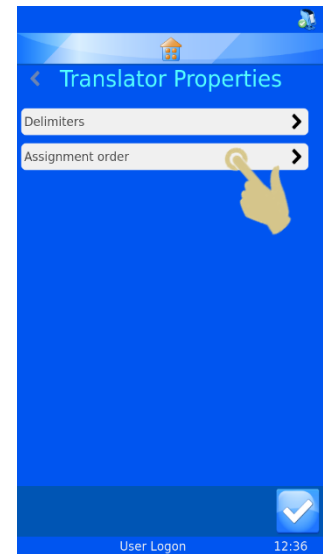 Translator Properties
Delimiters
Assignment order
User Logon
12:36